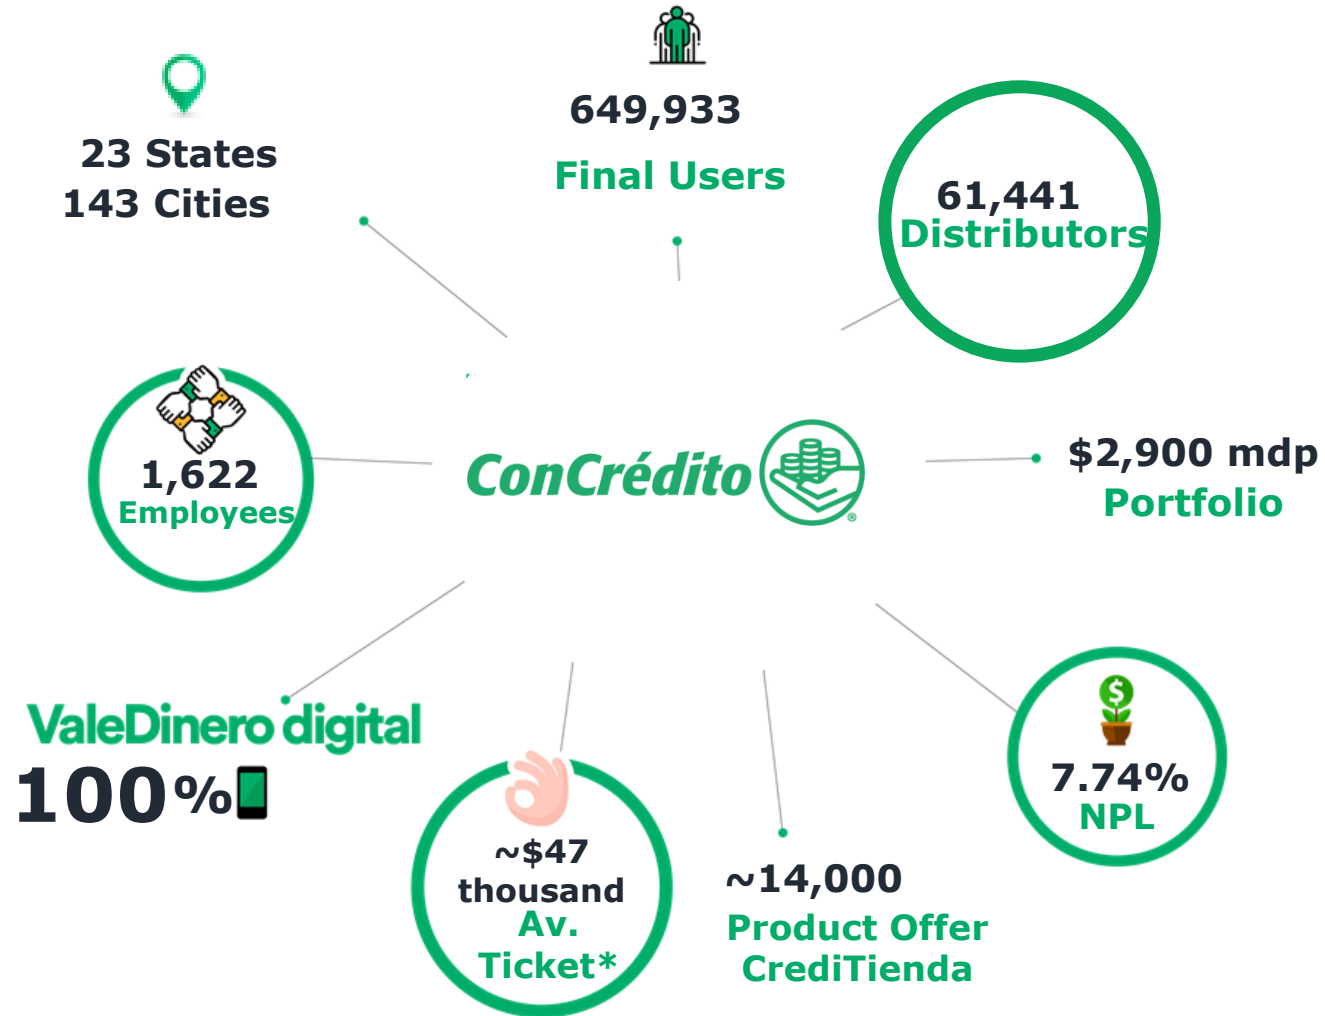 649,933
Final Users
23 States
143 Cities
61,441
Distributors
1,622
Employees
ConCrédito
®
$2,900 mdp
Portfolio
ValeDinero digital
100%
$
7.74%
NPL
~$47
thousand
Av.
Ticket*
~14,000
Product Offer
CrediTienda